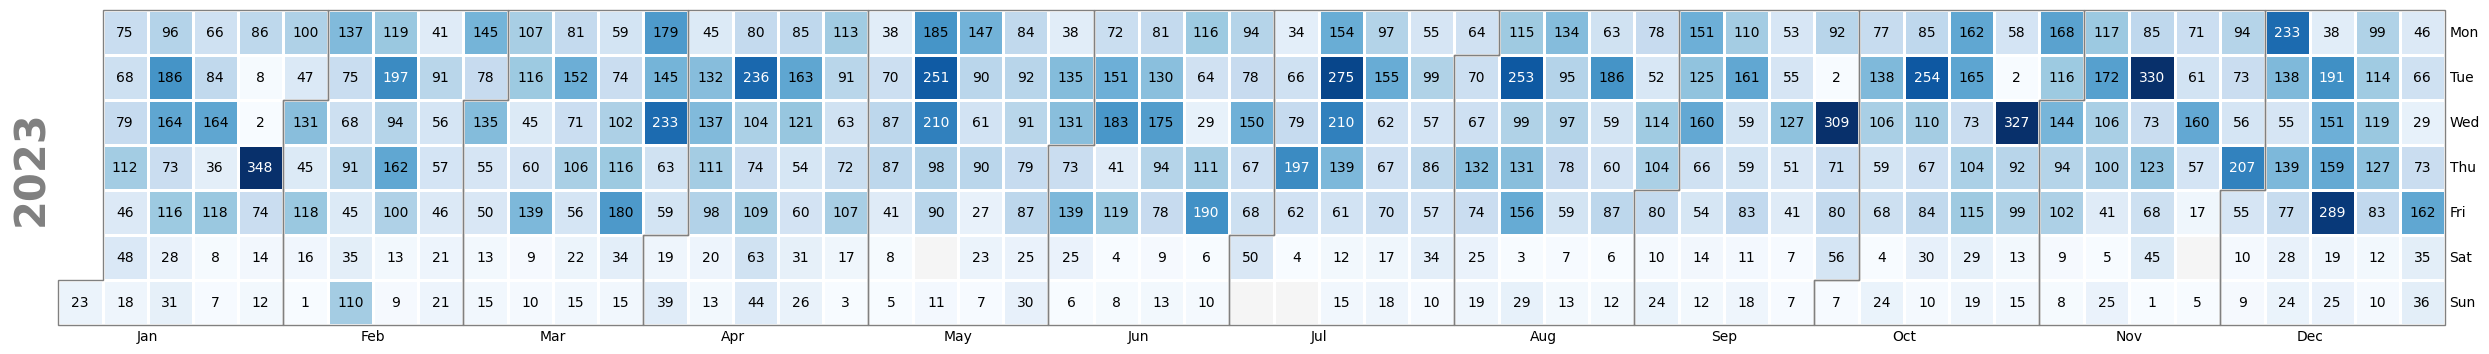 75 96 66 86 100 137 119 41 145 107 81 59 179 45 80 85 113 38 185 147 84 38 72 81 116 94 34 154 97 55 64 115 134 63 78 151 110 53 92 77 85 162 58 168 117 85 71 94 233 38 99 46 Mon
68 186 84 8 47 75 197 91 78 116 152 74 145 132 236 163 91 70 251 90 92 135 151 130 64 78 66 275 155 99 70 253 95 186 52 125 161 55 2 138 254 165 2 116 172 330 61 73 138 191 114 66 Tue
79 164 164 2 131 68 94 56 135 45 71 102 233 137 104 121 63 87 210 61 91 131 183 175 29 150 79 210 62 57 67 99 97 59 114 160 59 127 309 106 110 73 327 144 106 73 160 56 55 151 119 29 Wed
2023
112 73 36 348 45 91 162 57 55 60 106 116 63 111 74 54 72 87 98 90 79 73 41 94 111 67 197 139 67 86 132 131 78 60 104 66 59 51 71 59 67 104 92 94 100 123 57 207 139 159 127 73 Thu
46 116 118 74 118 45 100 46 50 139 56 180 59 98 109 60 107 41 90 27 87 139 119 78 190 68 62 61 70 57 74 156 59 87 80 54 83 41 80 68 84 115 99 102 41 68 17 55 77 289 83 162 Fri
48 28 8 14 16 35 13 21 13 9 22 34 19 20 63 31 17 8 23 25 25 4 9 6 50 4 12 17 34 25 3 7 6 10 14 11 7 56 4 30 29 13 9 5 45 10 28 19 12 35 Sat
23 18 31 7 12 1 110 9 21 15 10 15 15 39 13 44 26 3 5 11 7 30 6 8 13 10 15 18 10 19 29 13 12 24 12 18 7 7 24 10 19 15 8 25 1 5 9 24 25 10 36 Sun
Jan Feb Mar Apr May Jun Jul Aug Sep Oct Nov Dec